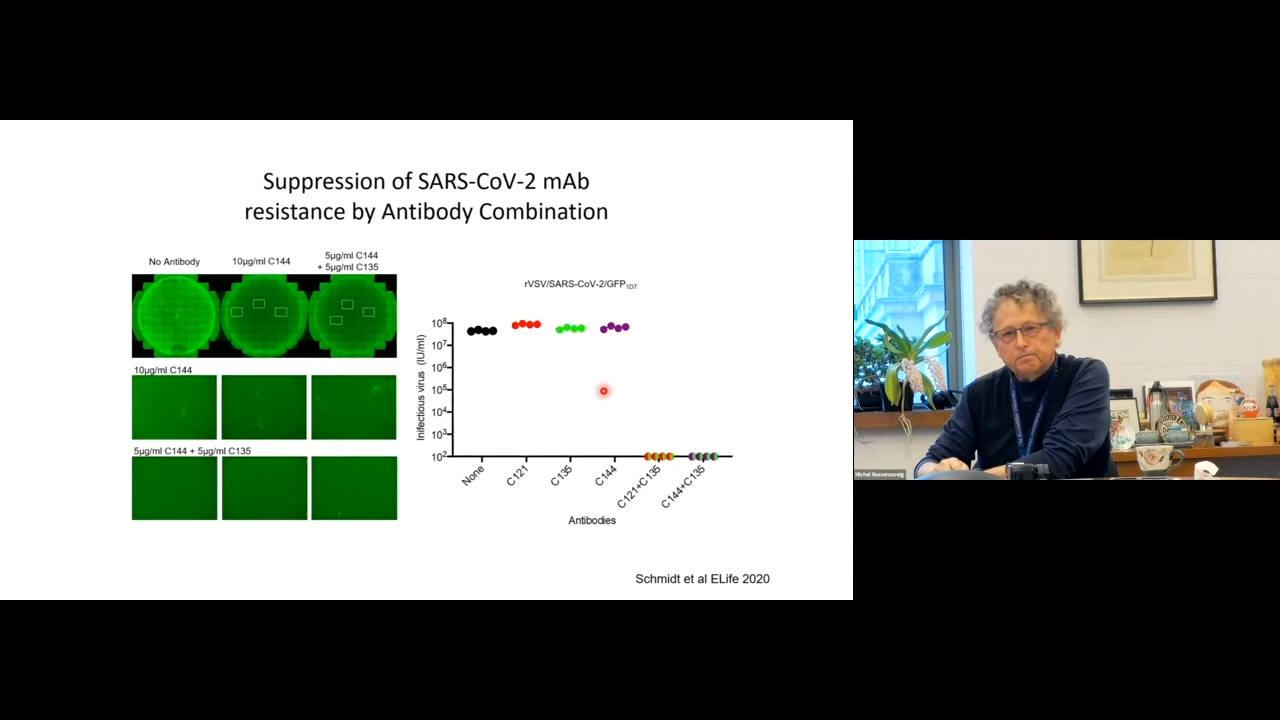 Suppression of SARS-CoV-2 mAb
resistance by Antibody Combination
No Antibody
10µg/ml C144
5µg/ml C144
+ 5µg/ml C135
10µg/ml C144
5µg/ml C144 + 5µg/ml C135
rVSV/SARS-CoV-2/GFP1D7
Inifectious virus (IU/ml)
10⁸
10⁷
10⁶
10⁵
10⁴
10³
10²
None
C121
C135
C144
C121+C135
C144+C135
Antibodies
Schmidt et al ELife 2020
Michel Nussenzweig